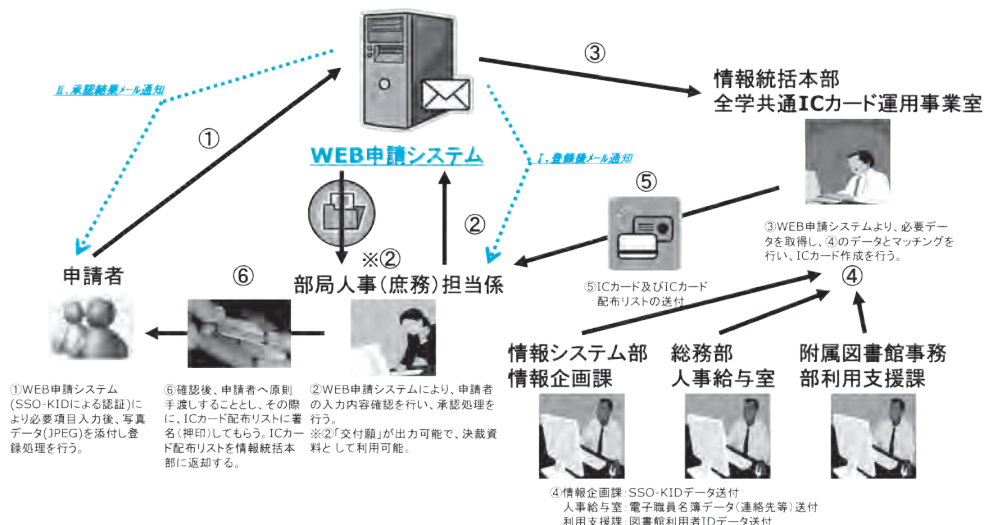 ③
情報統括本部
全学共通ICカード運用事業室
Ⅱ.承認結果メール通知
①
WEB申請システム
Ⅰ.登録後メール通知
⑤
②
③WEB申請システムより、必要デー
タを取得し、④のデータとマッチングを
行い、ICカード作成を行う。
※②
申請者
⑥
部局人事(庶務)担当係
④
⑤ICカード及びICカード
配布リストの送付
情報システム部
情報企画課
総務部
人事給与室
附属図書館事務
部利用支援課
①WEB申請システム
(SSO-KIDによる認証)に
より必要項目入力後、写真
データ(JPEG)を添付し登
録処理を行う。
⑥確認後、申請者へ原則
手渡しすることとし、その際
に、ICカード配布リストに署
名(押印)してもらう。ICカー
ド配布リストを情報統括本
部に返却する。
②WEB申請システムにより、申請者
の入力内容確認を行い、承認処理を
行う。
※②「交付願」が出力可能で、決裁資
料として利用可能。
④情報企画課:SSO-KIDデータ送付
人事給与室:電子職員名簿データ(連絡先等)送付
利用支援課:図書館利用者IDデータ送付